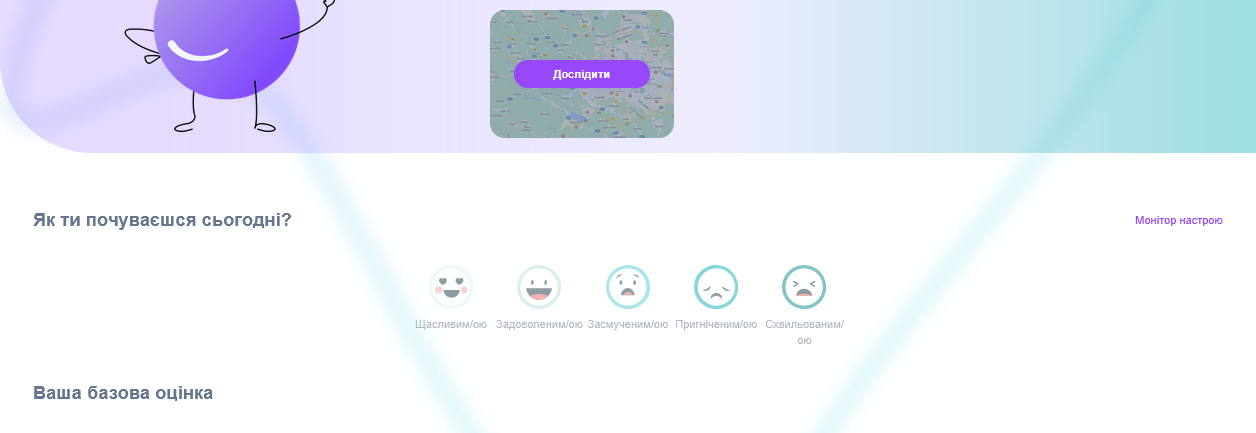 Дослідити
Як ти почуваєшся сьогодні?
Монітор настрою
Щасливим/ою
Задоволеним/ою
Засмученим/ою
Пригніченим/ою
Схвильованим/
ою
Ваша базова оцінка